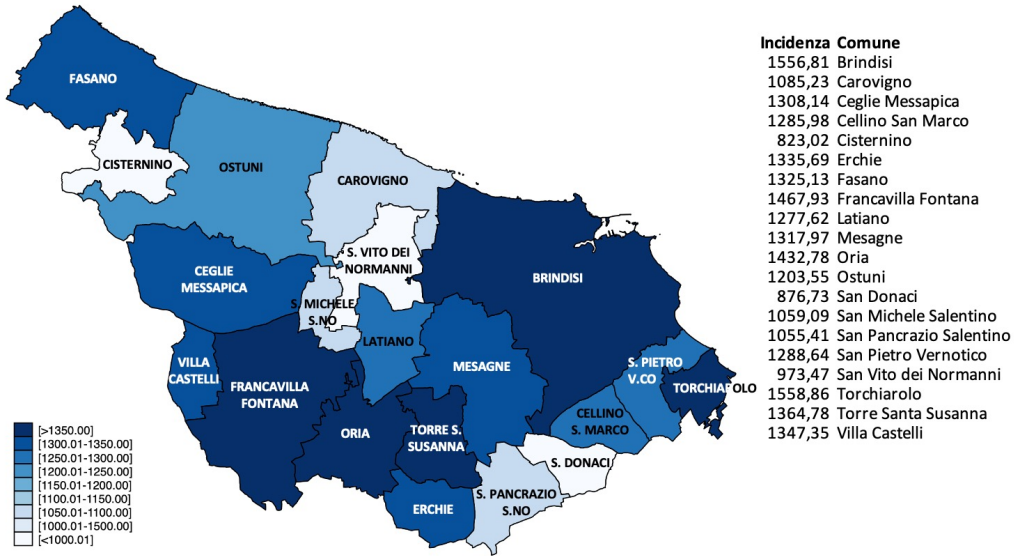 FASANO
CISTERNINO
OSTUNI
CAROVIGNO
S. VITO DEI
NORMANNI
CEGLIE
MESSAPICA
S. MICHELE
S.NO
BRINDISI
LATIANO
MESAGNE
VILLA
CASTELLI
FRANCAVILLA
FONTANA
S. PIETRO
V.CO
TORCHIAROLO
CELLINO
S. MARCO
ORIA
TORRE S.
SUSANNA
S. DONACI
S. PANCRAZIO
S.NO
ERCHIE
[>1350.00]
[1300.01-1350.00]
[1250.01-1300.00]
[1200.01-1250.00]
[1150.01-1200.00]
[1100.01-1150.00]
[1050.01-1100.00]
[1000.01-1500.00]
[<1000.01]
Incidenza Comune
1556,81 Brindisi
1085,23 Carovigno
1308,14 Ceglie Messapica
1285,98 Cellino San Marco
823,02 Cisternino
1335,69 Erchie
1325,13 Fasano
1467,93 Francavilla Fontana
1277,62 Latiano
1317,97 Mesagne
1432,78 Oria
1203,55 Ostuni
876,73 San Donaci
1059,09 San Michele Salentino
1055,41 San Pancrazio Salentino
1288,64 San Pietro Vernotico
973,47 San Vito dei Normanni
1558,86 Torchiarolo
1364,78 Torre Santa Susanna
1347,35 Villa Castelli